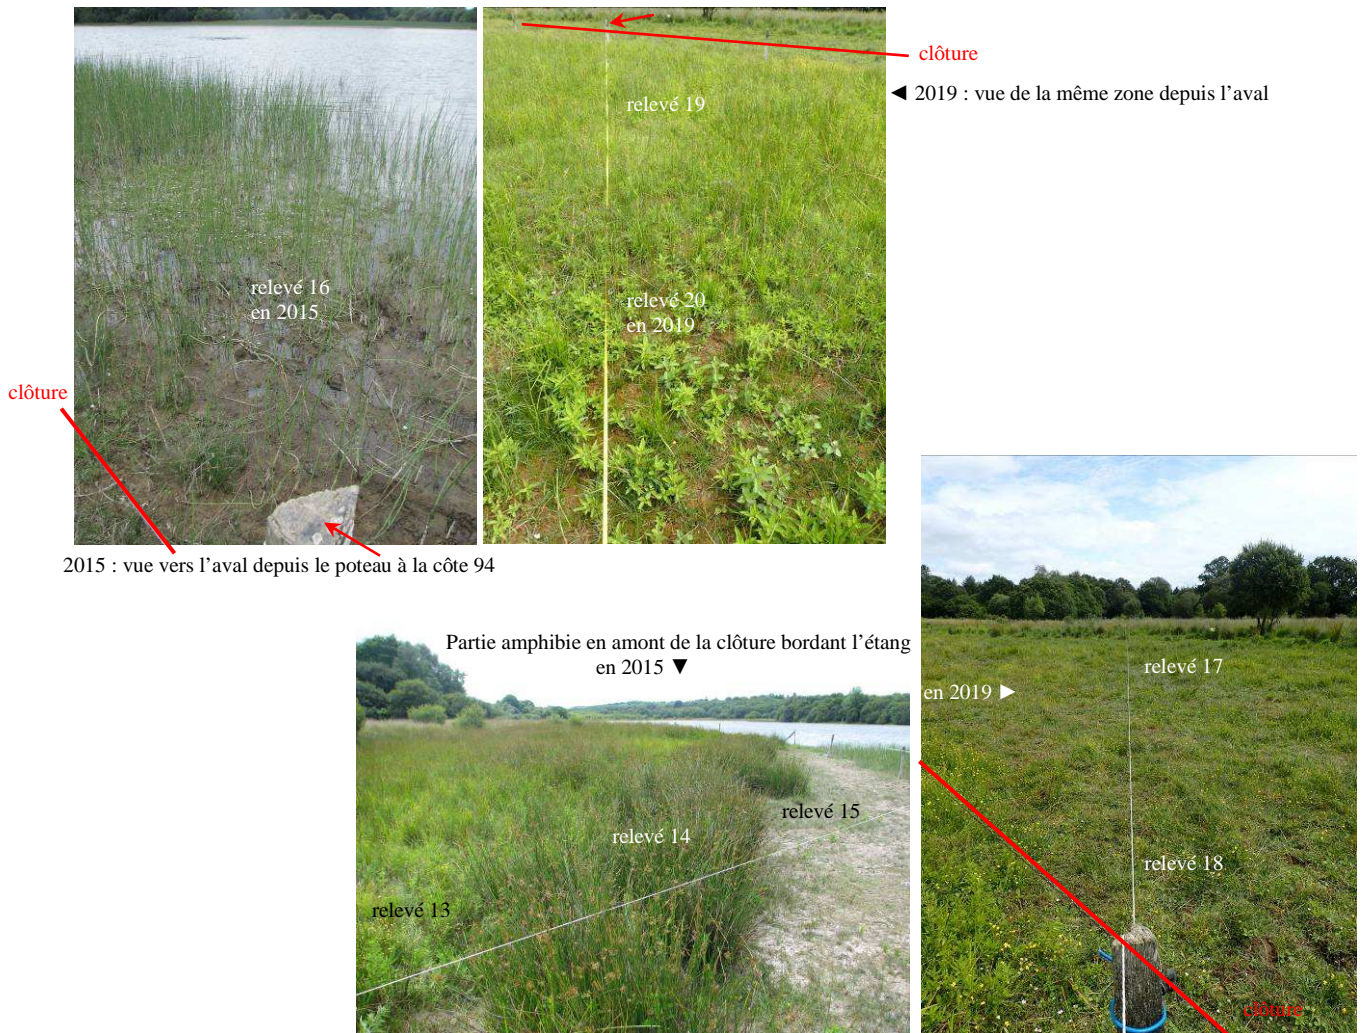 clôture
◄ 2019 : vue de la même zone depuis l’aval
relevé 19
relevé 16
en 2015
relevé 20
en 2019
clôture
2015 : vue vers l’aval depuis le poteau à la côte 94
Partie amphibie en amont de la clôture bordant l’étang
en 2015 ▼
relevé 17
en 2019 ►
relevé 15
relevé 14
relevé 18
relevé 13
clôture